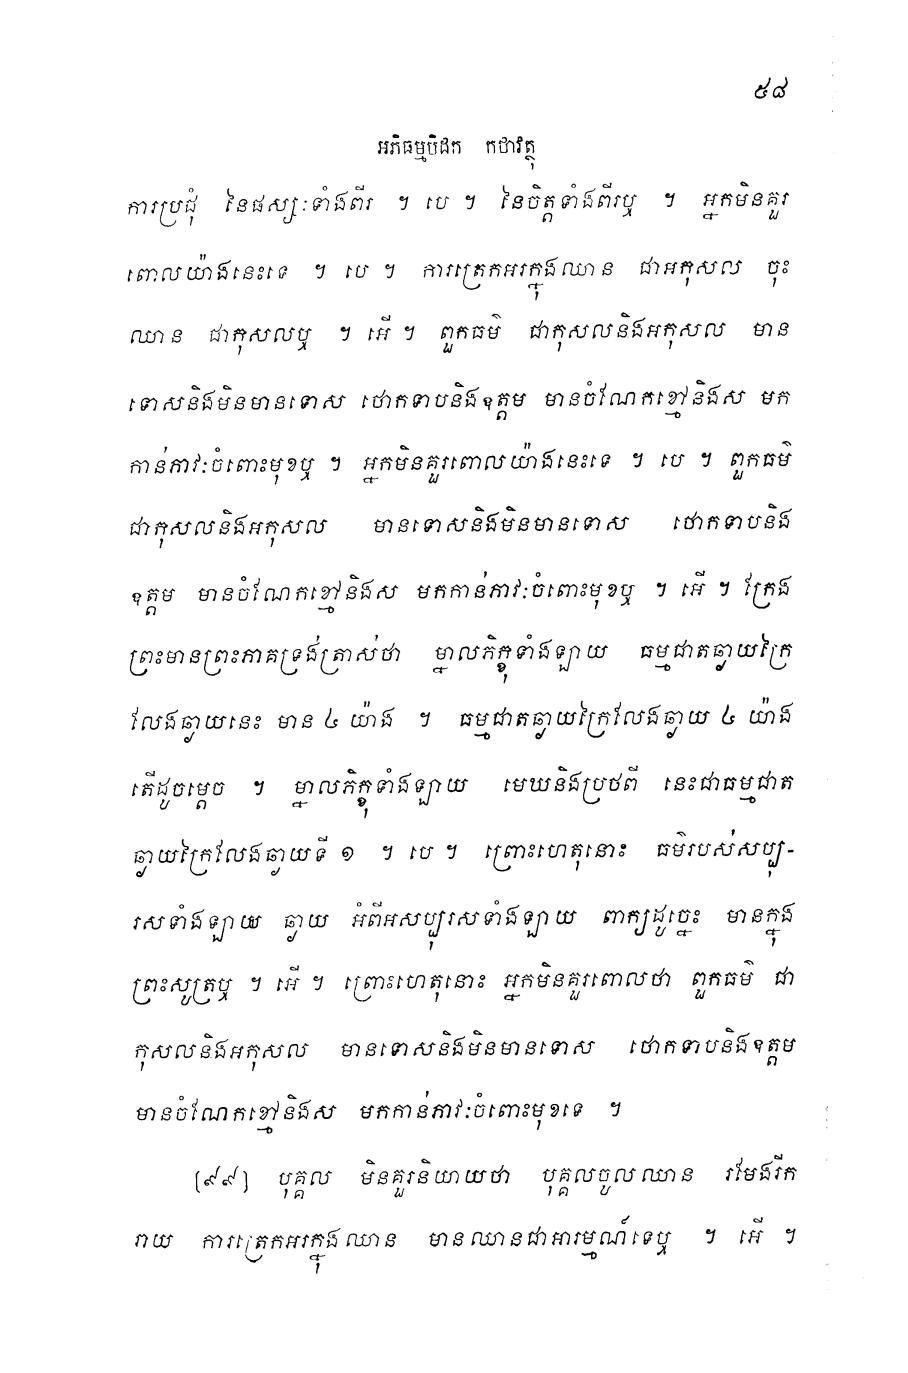 ៥៨
អភិធម្មបិដក កថាវត្ថុ
ការប្រជុំ នៃផស្សៈទាំងពីរ ។ បេ ។ នៃចិត្តទាំងពីរឬ ។ អ្នកមិនគួរ
ពោលយ៉ាងនេះទេ ។ បេ ។ ការត្រេកអរក្នុងឈាន ជាអកុសល ចុះ
ឈាន ជាកុសលឬ ។ អើ ។ ពួកធម៌ ជាកុសលនិងអកុសល មាន
ទោសនិងមិនមានទោស ថោកទាបនិងឧត្តម មានចំណែកខ្មៅនិងស មក
កាន់ភាវៈចំពោះមុខឬ ។ អ្នកមិនគួរពោលយ៉ាងនេះទេ ។ បេ ។ ពួកធម៌
ជាកុសលនិងអកុសល មានទោសនិងមិនមានទោស ថោកទាបនិង
ឧត្តម មានចំណែកខ្មៅនិងស មកកាន់ភាវៈចំពោះមុខឬ ។ អើ ។ ក្រែង
ព្រះមានព្រះភាគទ្រង់ត្រាស់ថា ម្នាលភិក្ខុទាំងឡាយ ធម្មជាតឆ្ងាយក្រៃ
លែងឆ្ងាយនេះ មាន ៤ យ៉ាង ។ ធម្មជាតឆ្ងាយក្រៃលែងឆ្ងាយ ៤ យ៉ាង
តើដូចម្តេច ។ ម្នាលភិក្ខុទាំងឡាយ មេឃនិងប្រថពី នេះជាធម្មជាត
ឆ្ងាយក្រៃលែងឆ្ងាយទី ១ ។ បេ ។ ព្រោះហេតុនោះ ធម៌របស់សប្បុ-
រសទាំងឡាយ ឆ្ងាយ អំពីអសប្បុរសទាំងឡាយ ពាក្យដូច្នេះ មានក្នុង
ព្រះសូត្រឬ ។ អើ ។ ព្រោះហេតុនោះ អ្នកមិនគួរពោលថា ពួកធម៌ ជា
កុសលនិងអកុសល មានទោសនិងមិនមានទោស ថោកទាបនិងឧត្តម
មានចំណែកខ្មៅនិងស មកកាន់ភាវៈចំពោះមុខទេ ។
[៩៩] បុគ្គល មិនគួរនិយាយថា បុគ្គលចូលឈាន រមែងរីក
រាយ ការត្រេកអរក្នុងឈាន មានឈានជាអារម្មណ៍ទេឬ ។ អើ ។